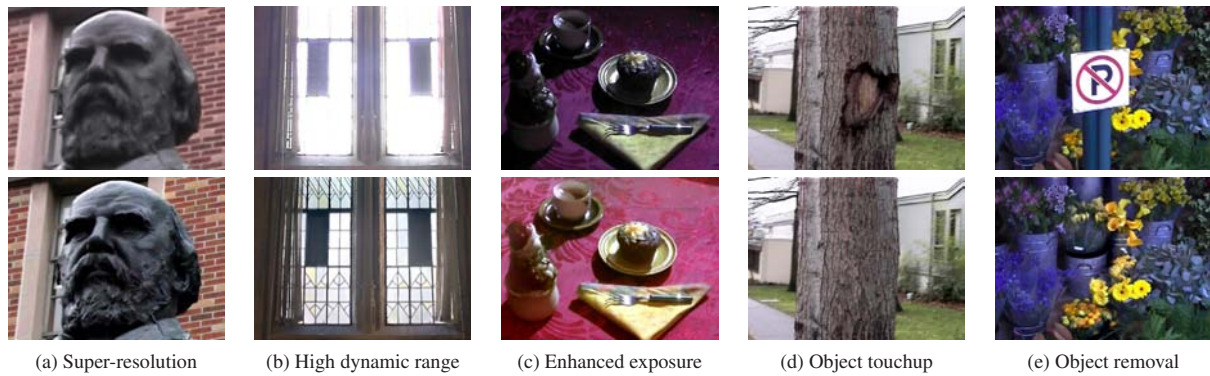 P
(a) Super-resolution
(b) High dynamic range
(c) Enhanced exposure
(d) Object touchup
(e) Object removal